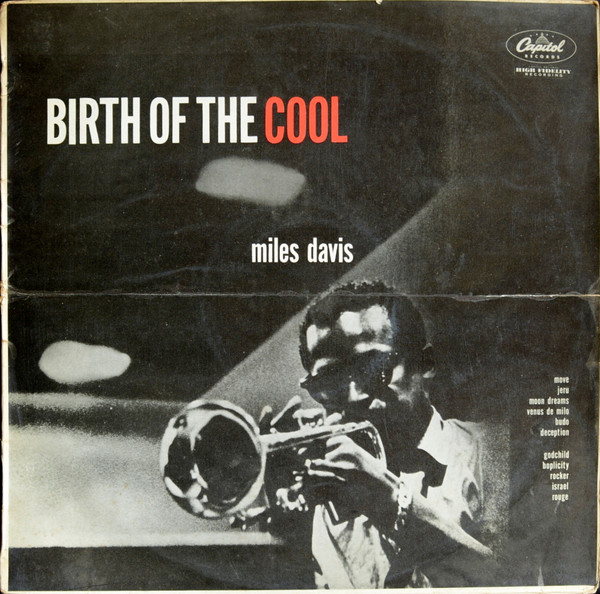 Capitol
RECORDS
HIGH FIDELITY
RECORDING
BIRTH OF THE COOL
miles davis
move
jeru
moon dreams
venus de milo
budo
deception
godchild
boplicity
rocker
israel
rouge